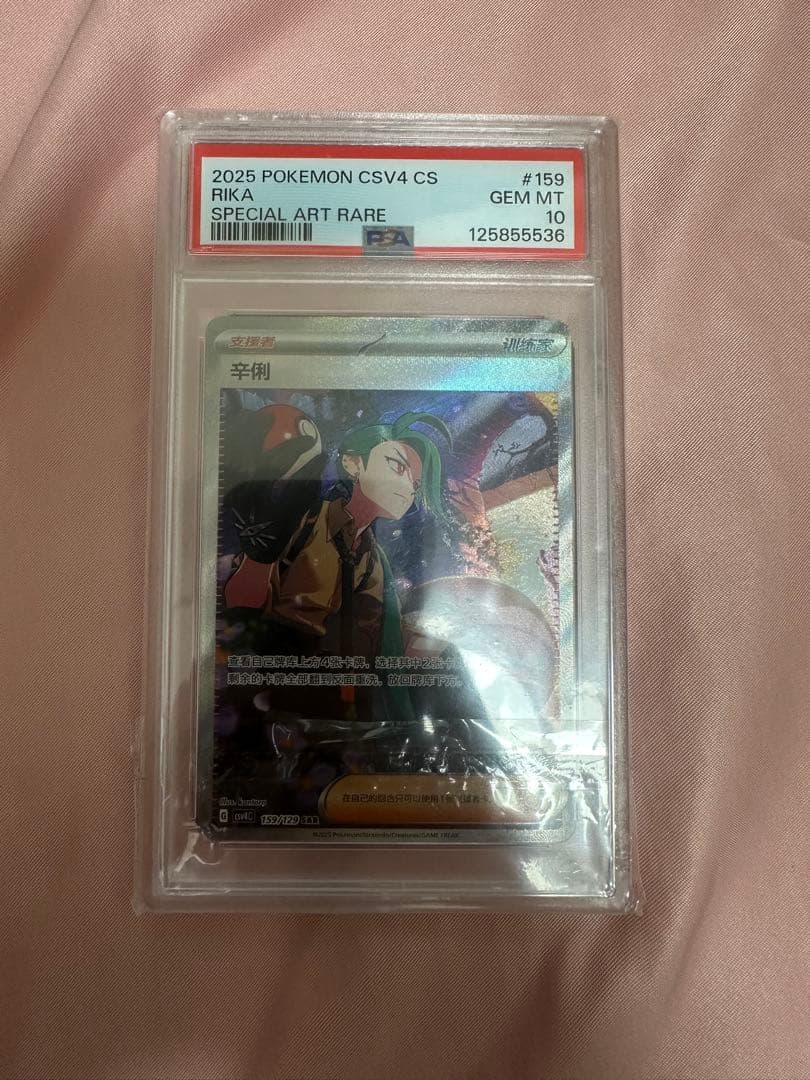 2025 POKEMON CSV4 CS #159
RIKA GEM MT
SPECIAL ART RARE 10
PSA 125855536
支援者 训练家
辛俐
查看自己牌库上方4张卡牌，选择其中2张卡
剩余的卡牌全部翻到反面重洗，放回牌库下方。
在自己的回合只可以使用1张支援者卡
Illus. kantaro
G CSV4C 159/129 SAR
©2025 Pokémon/Nintendo/Creatures/GAME FREAK